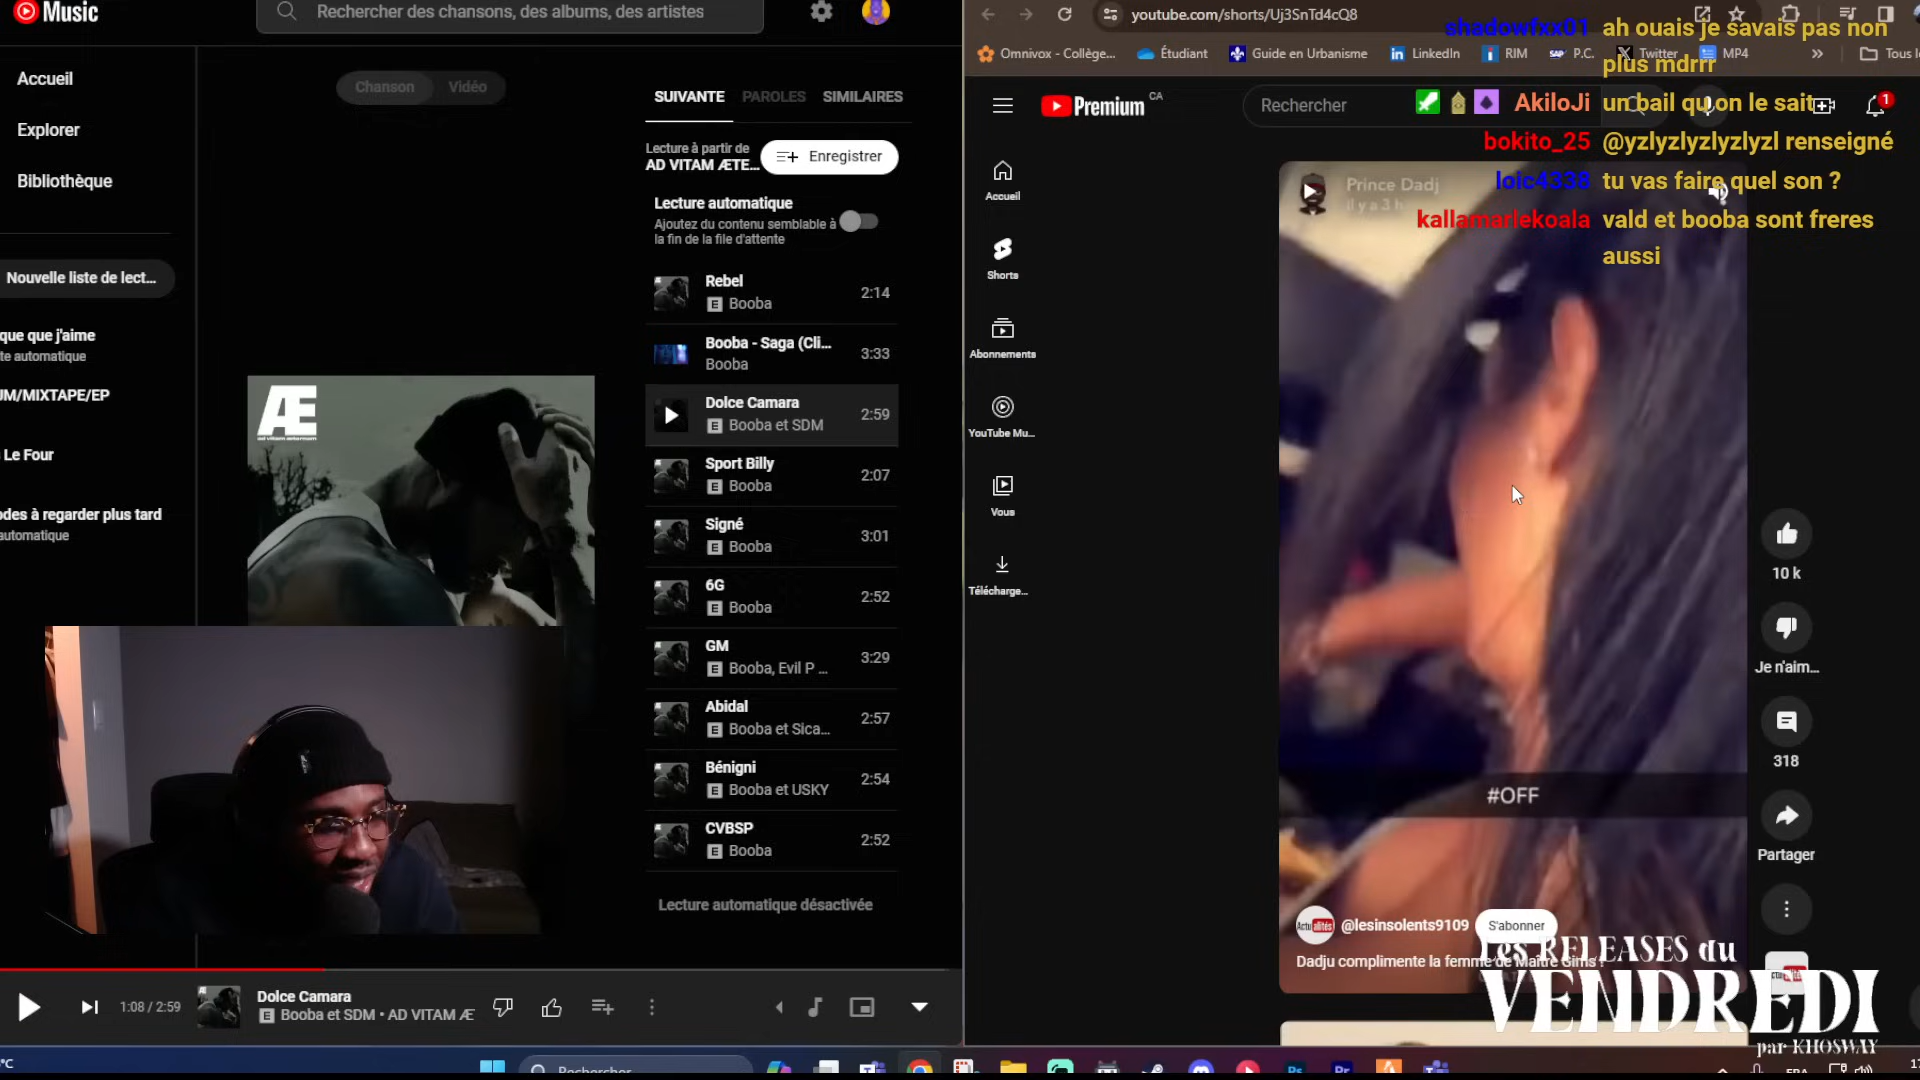 Music
Rechercher des chansons, des albums, des artistes
Accueil
Explorer
Bibliothèque
Nouvelle liste de lect...
que que j'aime
te automatique
UM/MIXTAPE/EP
Le Four
odes à regarder plus tard
automatique
Chanson
Vidéo
SUIVANTE
PAROLES
SIMILAIRES
Lecture à partir de
AD VITAM ÆTE...
Enregistrer
Lecture automatique
Ajoutez du contenu semblable à
la fin de la file d'attente
Rebel
E Booba
2:14
Booba - Saga (Cli...
Booba
3:33
Dolce Camara
E Booba et SDM
2:59
Sport Billy
E Booba
2:07
Signé
E Booba
3:01
6G
E Booba
2:52
GM
E Booba, Evil P ...
3:29
Abidal
E Booba et Sica...
2:57
Bénigni
E Booba et USKY
2:54
CVBSP
E Booba
2:52
Lecture automatique désactivée
Æ
ad vitam æternam
1:08 / 2:59
Dolce Camara
E Booba et SDM • AD VITAM Æ
°C
Rechercher
youtube.com/shorts/Uj3SnTd4cQ8
Omnivox - Collège...
Étudiant
Guide en Urbanisme
LinkedIn
RIM
P.C.
Twitter
MP4
»
Tous l
Premium CA
Rechercher
1
shadowfxx01 ah ouais je savais pas non
plus mdrrr
AkiloJi un bail qu'on le sait
bokito_25 @yzlyzlyzlyzlyzl renseigné
loic4338 tu vas faire quel son ?
kallamarlekoala vald et booba sont freres
aussi
Accueil
Shorts
Abonnements
YouTube Mu...
Vous
Télécharge...
Prince Dadj
il y a 3 h
#OFF
@lesinsolents9109
S'abonner
Dadju complimente la femme de Maître Gims !
10 k
Je n'aim...
318
Partager
Les RELEASES du
VENDREDI
par KHOSWAY